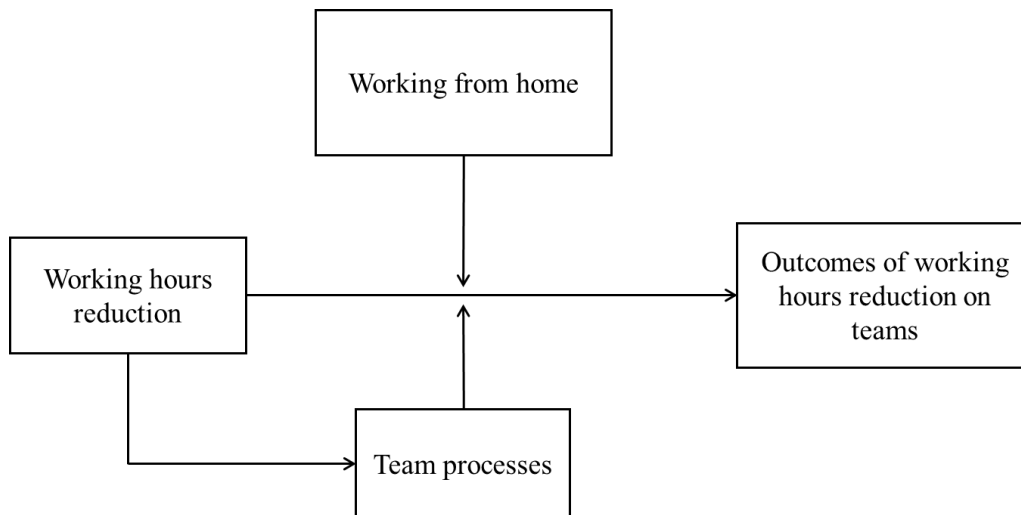 Working from home
Working hours
reduction
Outcomes of working
hours reduction on
teams
Team processes